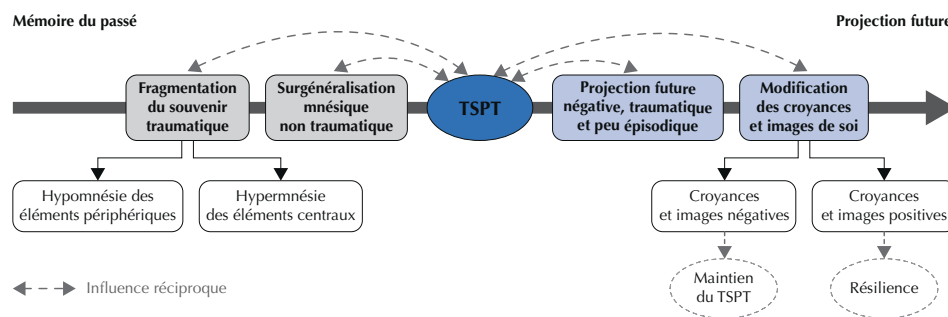 Mémoire du passé
Projection future
Fragmentation
du souvenir
traumatique
Surgénéralisation
mnésique
non traumatique
TSPT
Projection future
négative, traumatique
et peu épisodique
Modification
des croyances
et images de soi
Hypomnésie des
éléments périphériques
Hypermnésie
des éléments centraux
Croyances
et images négatives
Croyances
et images positives
Maintien
du TSPT
Résilience
Influence réciproque